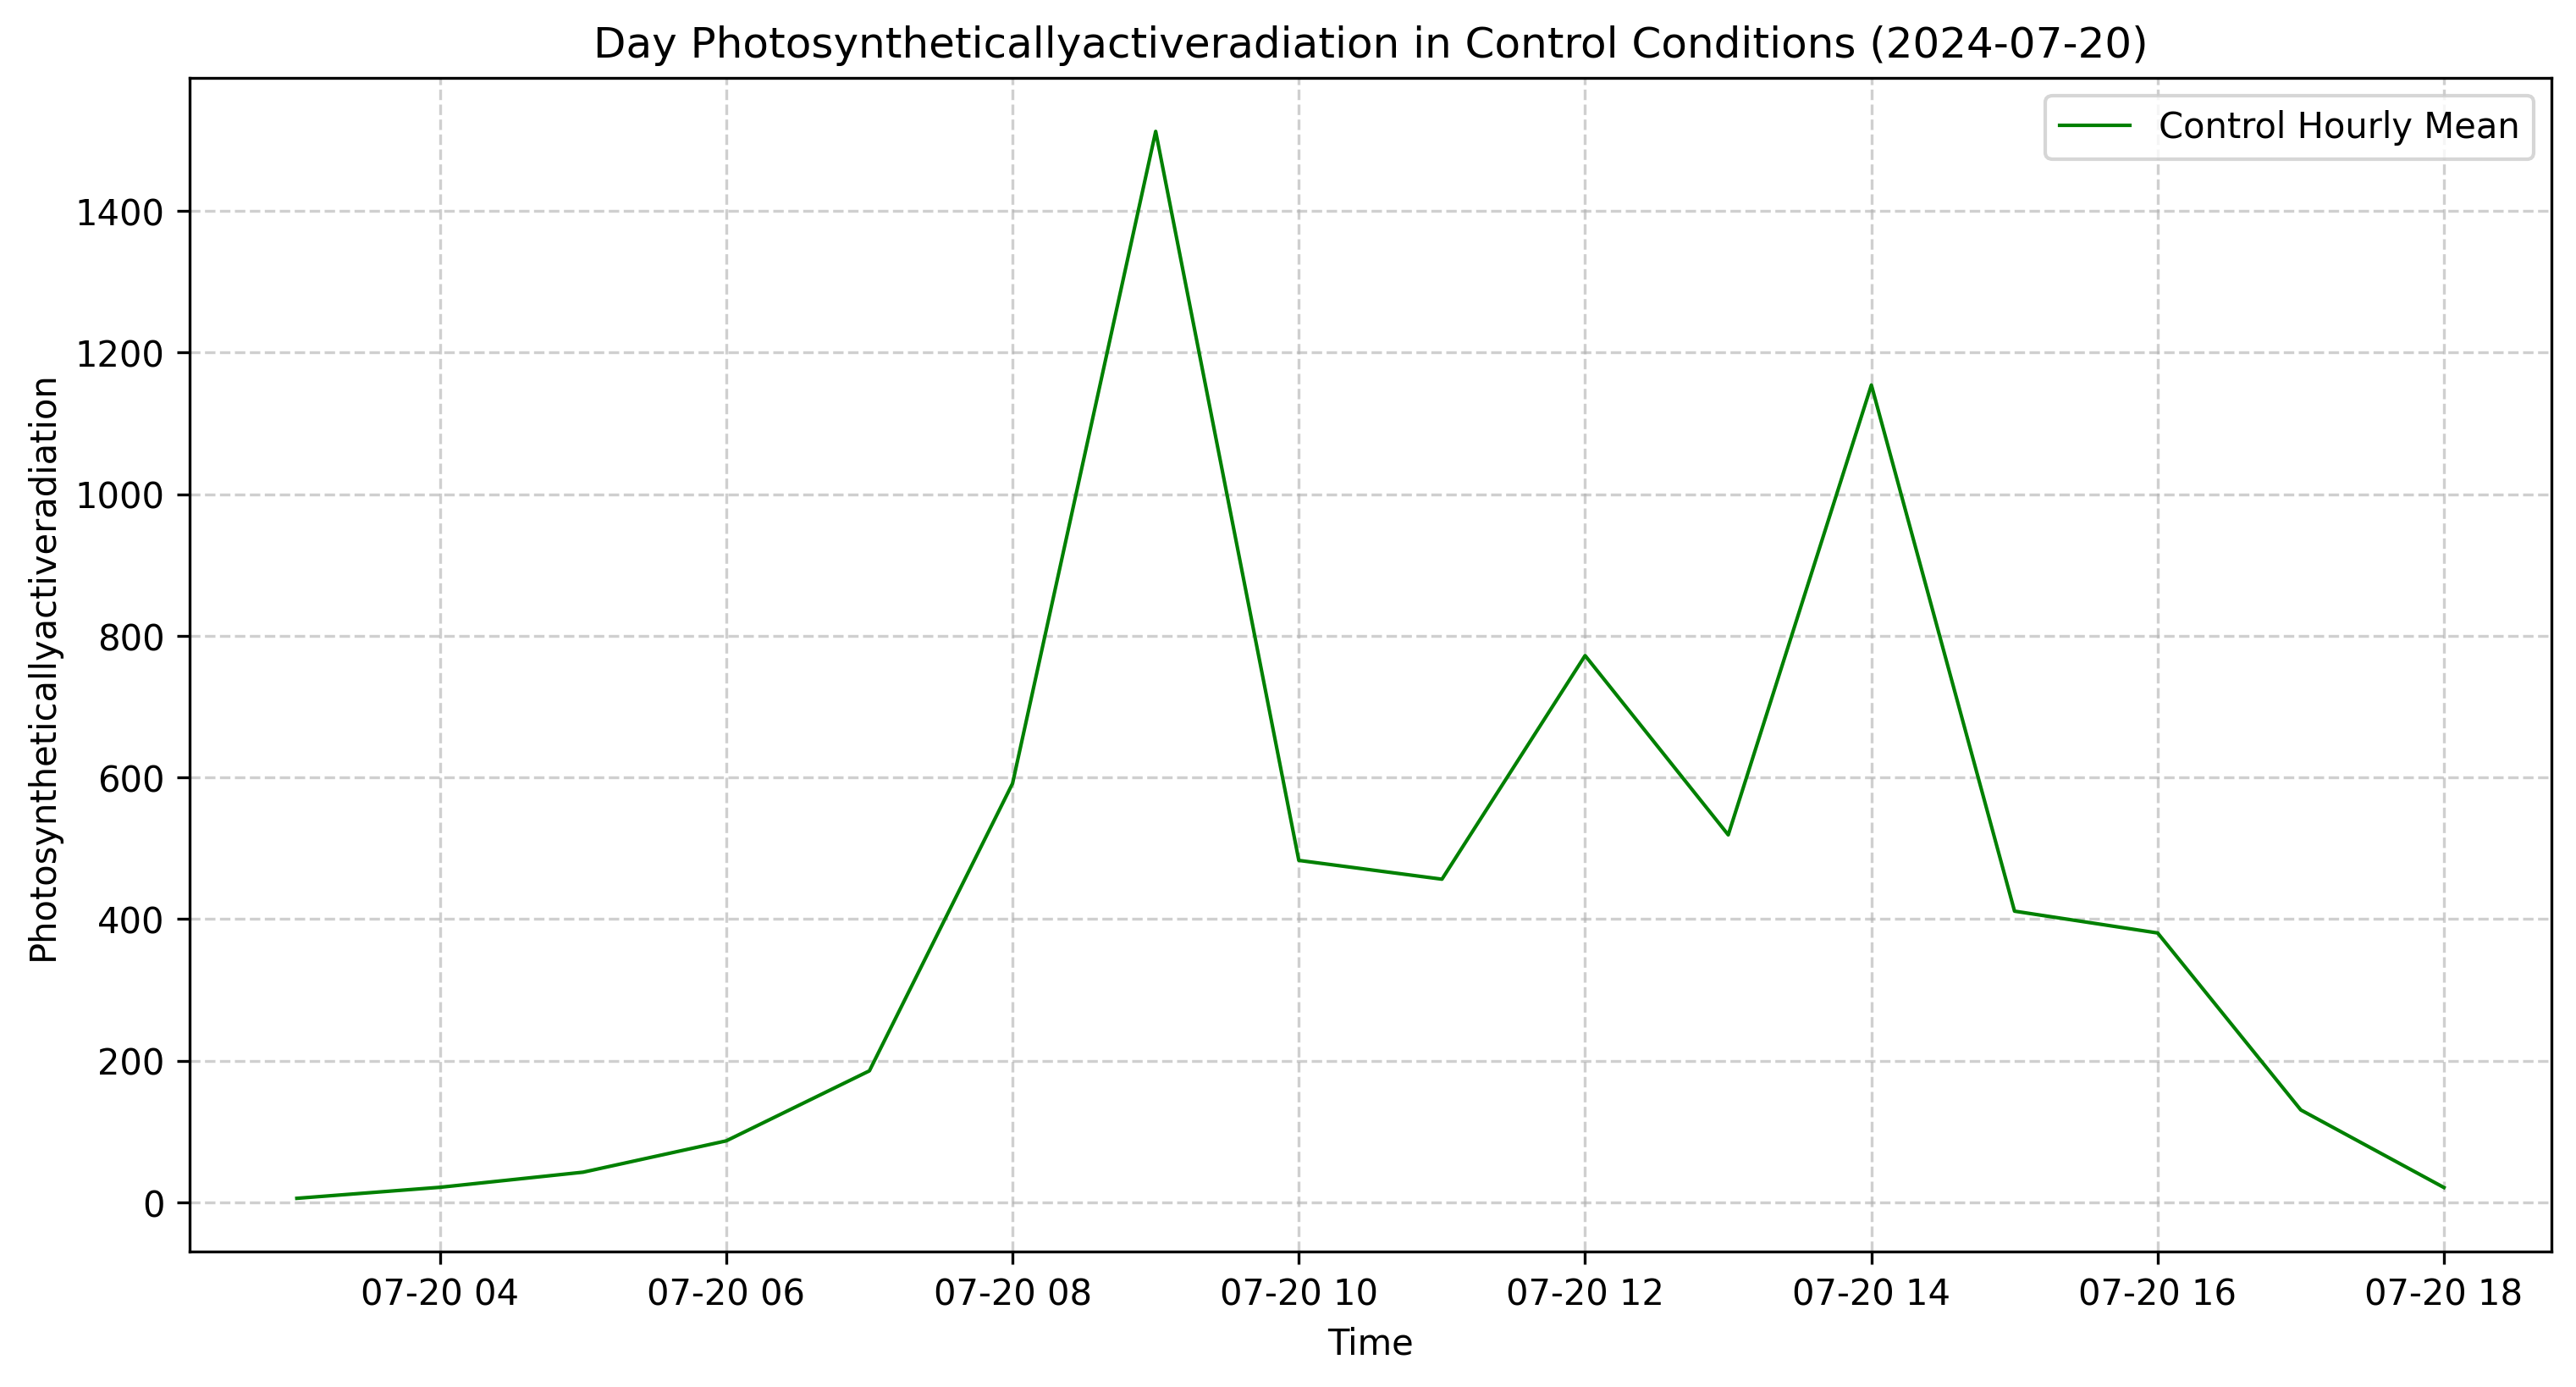 Day Photosyntheticallyactiveradiation in Control Conditions (2024-07-20)
Control Hourly Mean
Photosyntheticallyactiveradiation
1400
1200
1000
800
600
400
200
0
07-20 04 07-20 06 07-20 08 07-20 10 07-20 12 07-20 14 07-20 16 07-20 18
Time